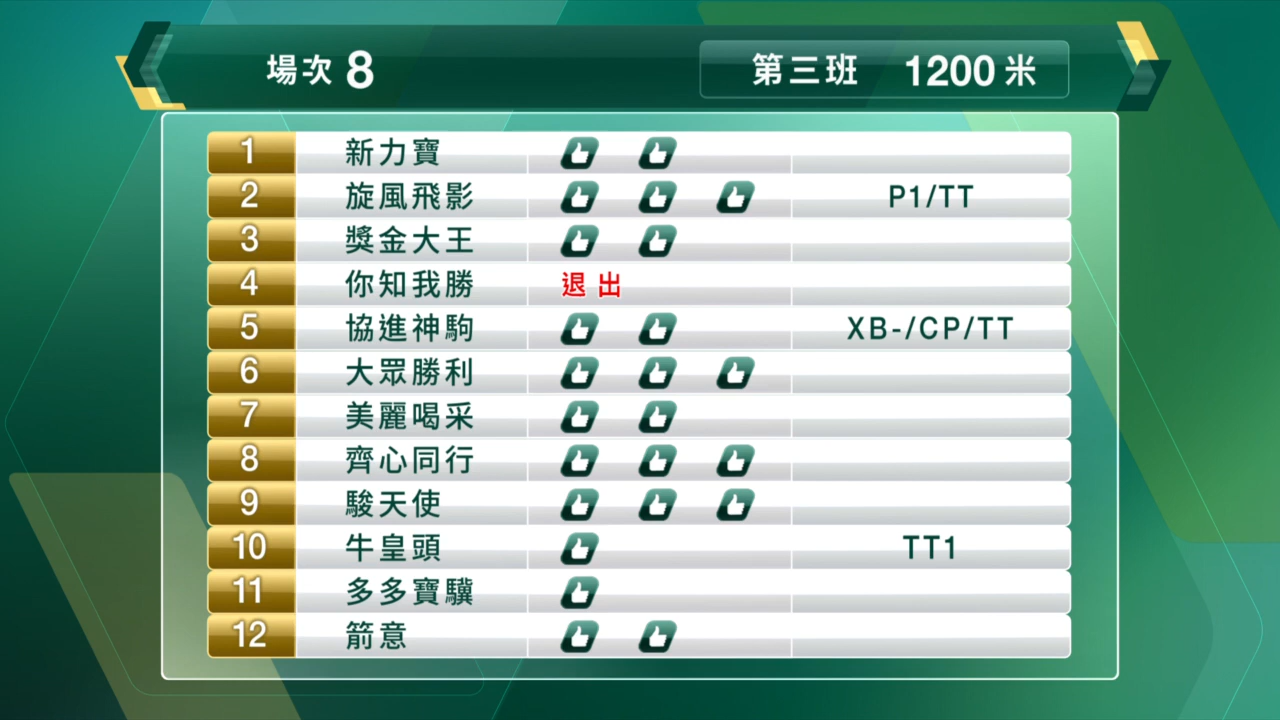 場次 8 第三班 1200 米
1 新力寶
2 旋風飛影 P1/TT
3 獎金大王
4 你知我勝 退出
5 協進神駒 XB-/CP/TT
6 大眾勝利
7 美麗喝采
8 齊心同行
9 駿天使
10 牛皇頭 TT1
11 多多寶驥
12 箭意